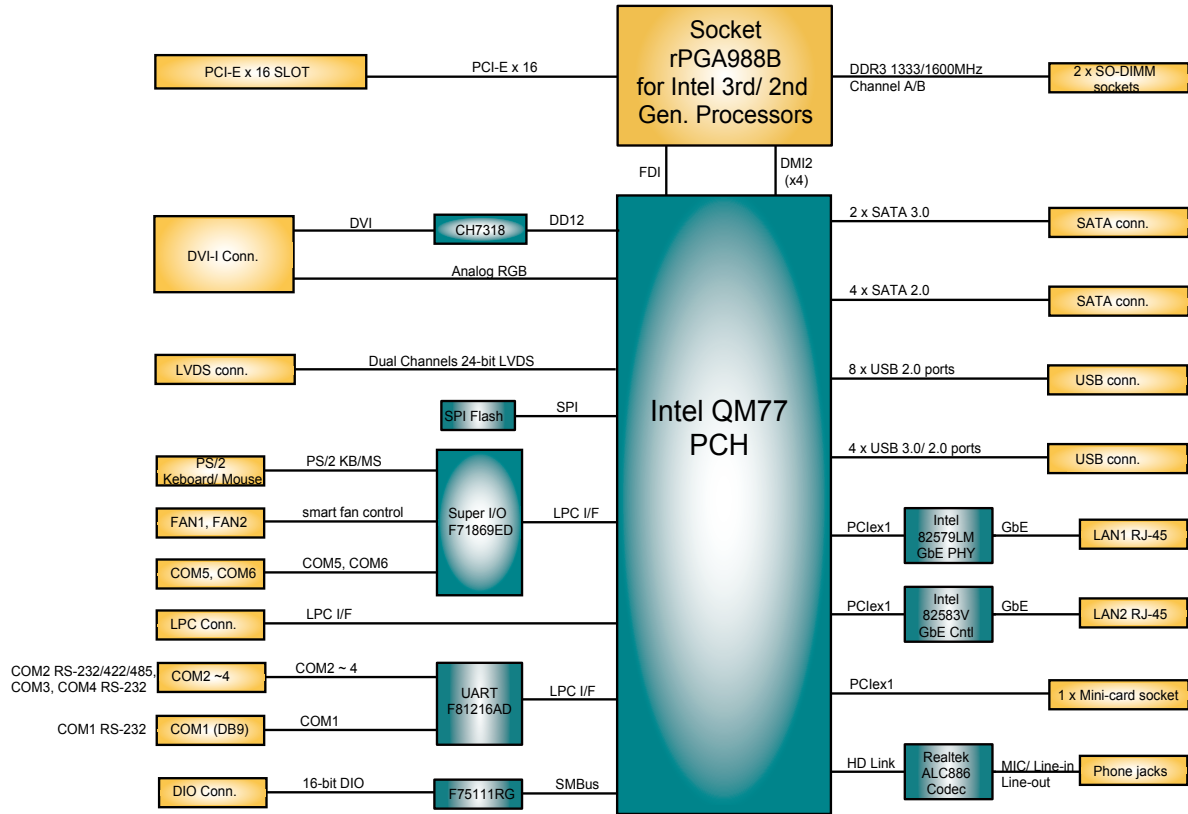 Socket
rPGA988B
for Intel 3rd/ 2nd
Gen. Processors
PCI-E x 16 SLOT
PCI-E x 16
DDR3 1333/1600MHz
Channel A/B
2 x SO-DIMM
sockets
FDI
DMI2
(x4)
DVI-I Conn.
DVI
CH7318
DD12
Analog RGB
LVDS conn.
Dual Channels 24-bit LVDS
SPI Flash
SPI
PS/2
Keboard/ Mouse
PS/2 KB/MS
FAN1, FAN2
smart fan control
COM5, COM6
COM5, COM6
Super I/O
F71869ED
LPC I/F
LPC Conn.
LPC I/F
COM2 RS-232/422/485,
COM3, COM4 RS-232
COM2 ~4
COM2 ~ 4
COM1 RS-232
COM1 (DB9)
COM1
UART
F81216AD
LPC I/F
DIO Conn.
16-bit DIO
F75111RG
SMBus
Intel QM77
PCH
2 x SATA 3.0
SATA conn.
4 x SATA 2.0
SATA conn.
8 x USB 2.0 ports
USB conn.
4 x USB 3.0/ 2.0 ports
USB conn.
PCIex1
Intel
82579LM
GbE PHY
GbE
LAN1 RJ-45
PCIex1
Intel
82583V
GbE Cntl
GbE
LAN2 RJ-45
PCIex1
1 x Mini-card socket
HD Link
Realtek
ALC886
Codec
MIC/ Line-in
Line-out
Phone jacks